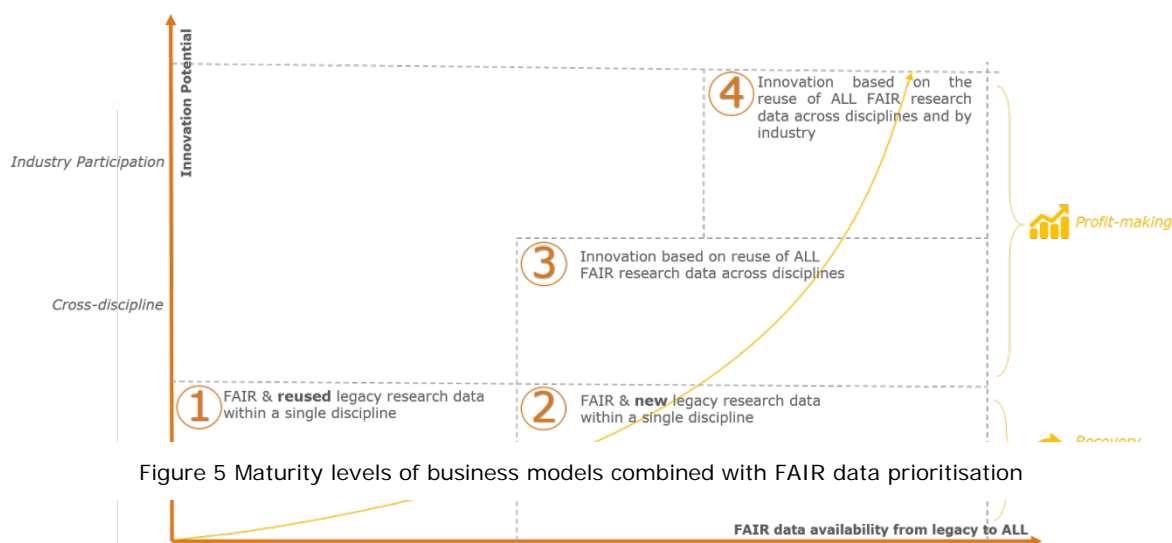 Innovation Potential
4
Innovation based on the
reuse of ALL FAIR research
data across disciplines and by
industry
Industry Participation
Profit-making
3
Innovation based on reuse of ALL
FAIR research data across disciplines
Cross-discipline
1
FAIR & reused legacy research data
within a single discipline
2
FAIR & new legacy research data
within a single discipline
Recovery
Figure 5 Maturity levels of business models combined with FAIR data prioritisation
FAIR data availability from legacy to ALL